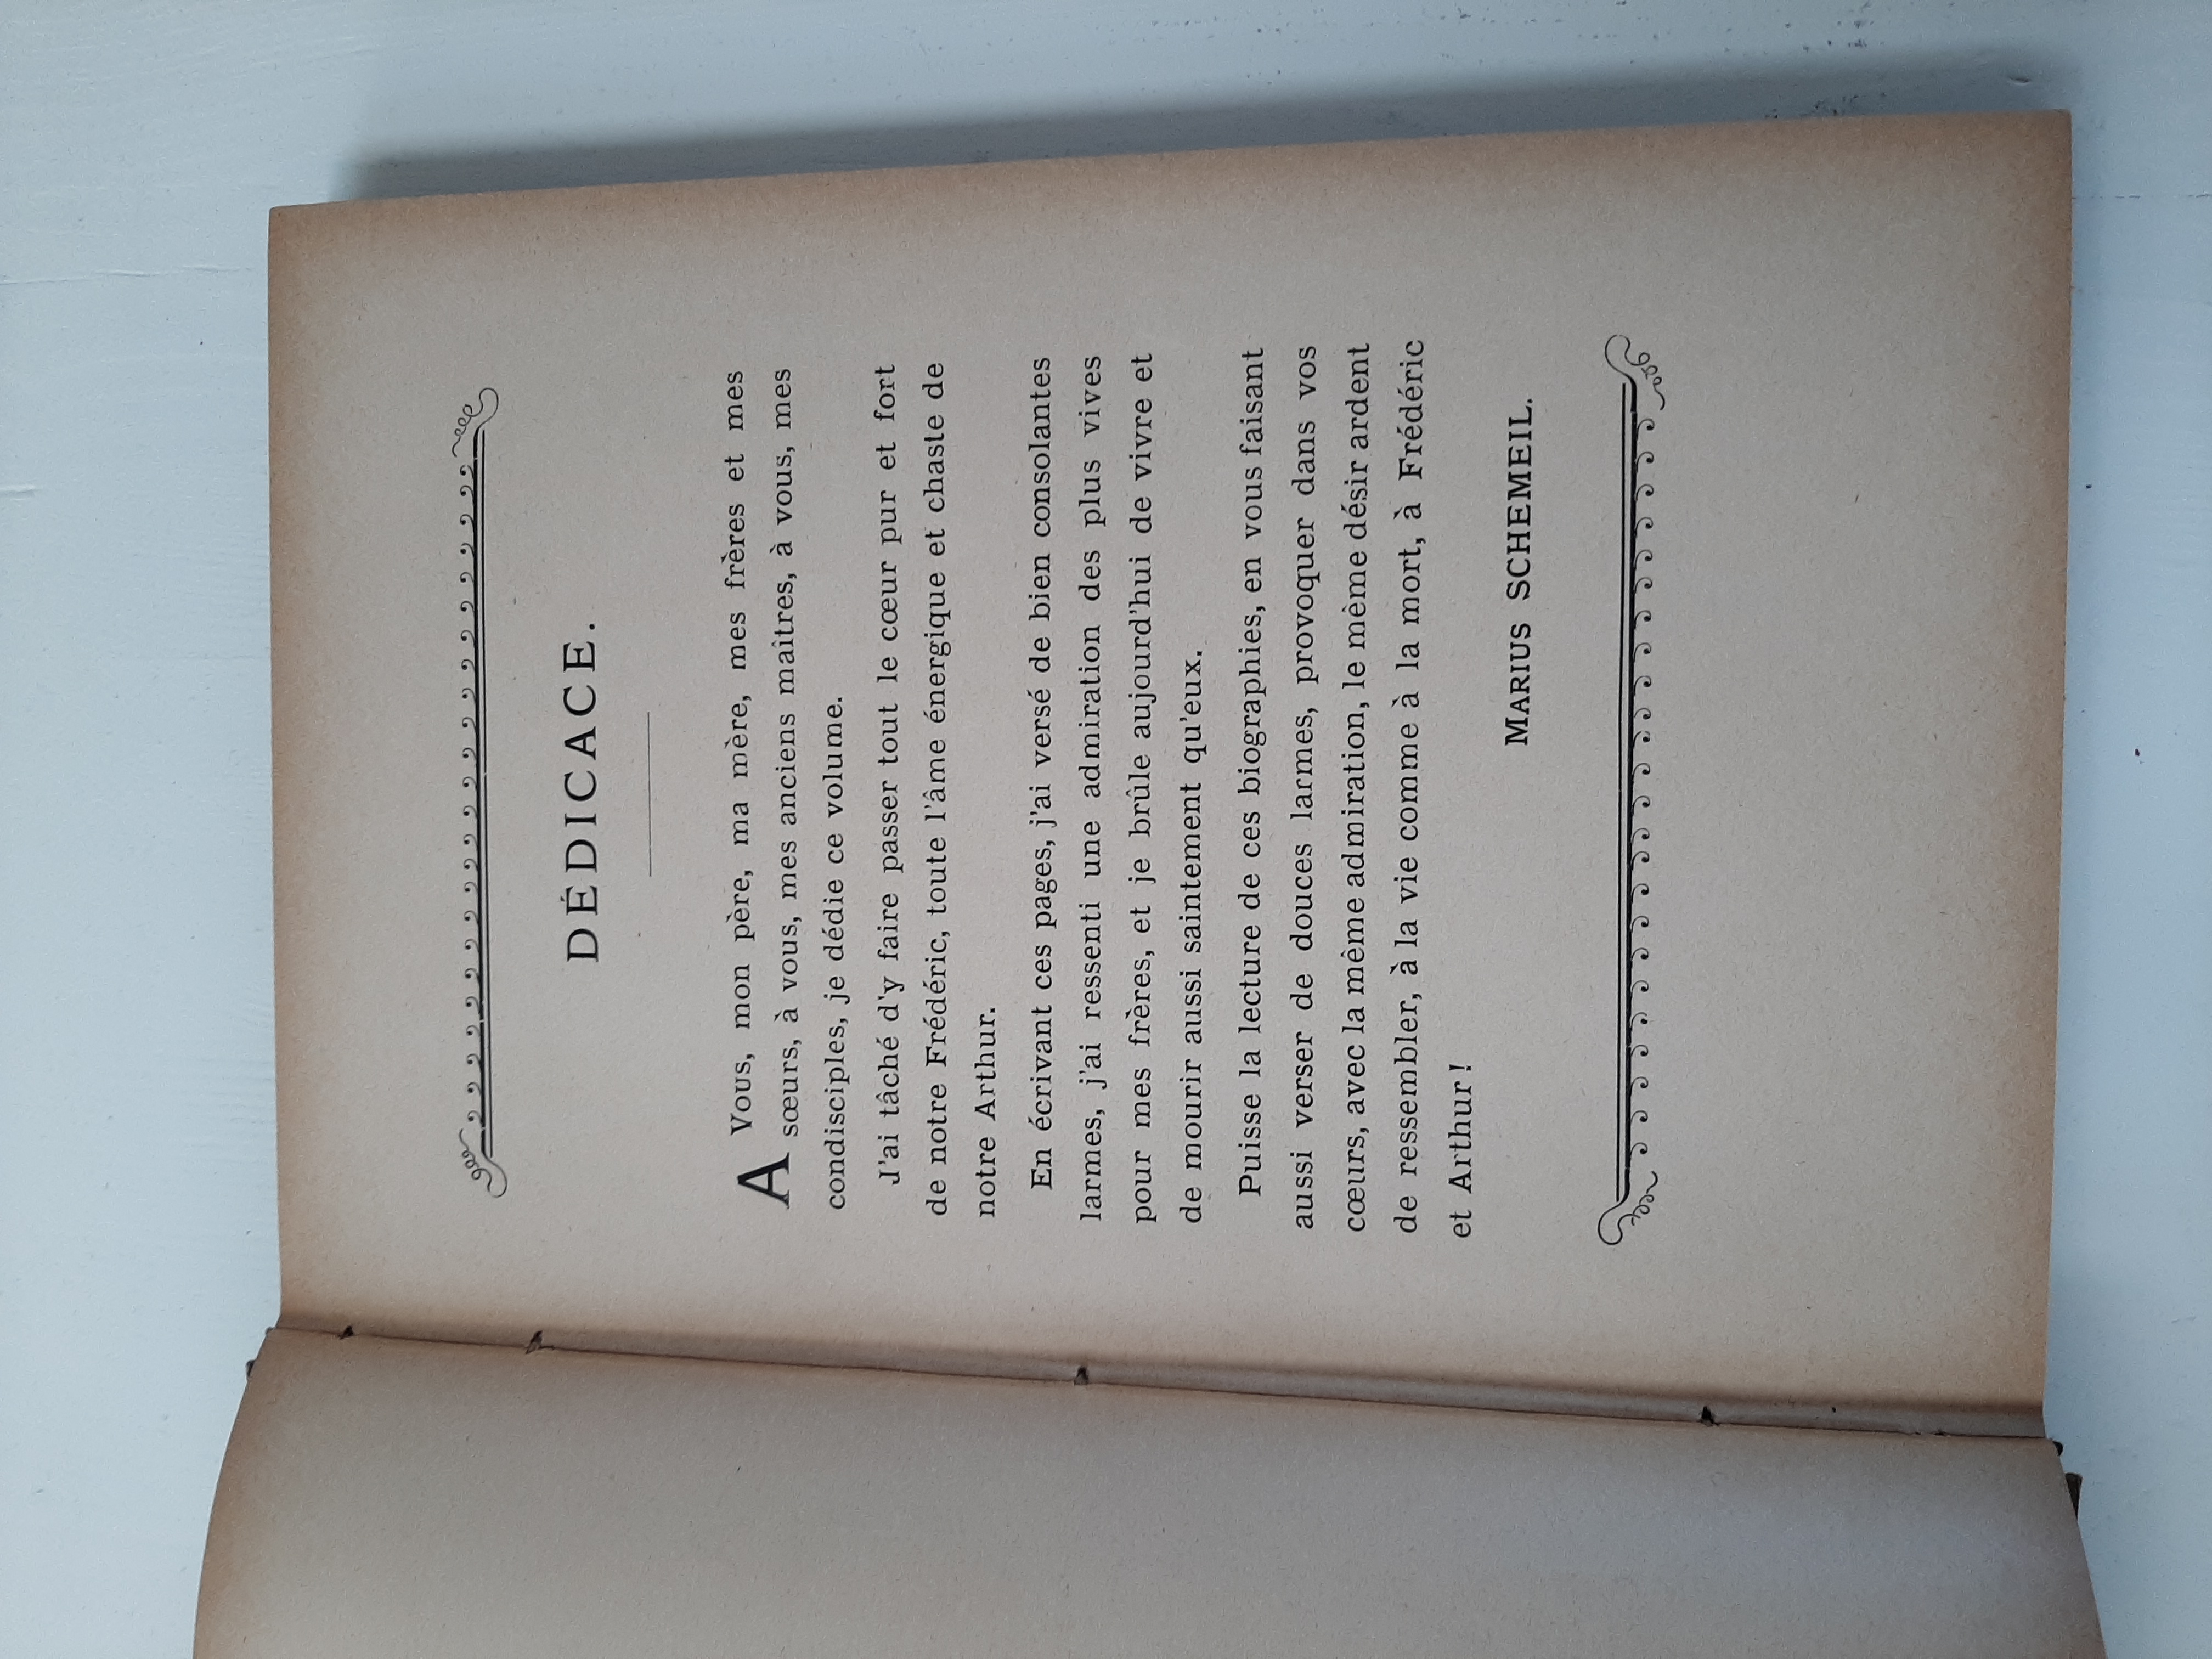 DÉDICACE.
A Vous, mon père, ma mère, mes frères et mes
sœurs, à vous, mes anciens maîtres, à vous, mes
condisciples, je dédie ce volume.
J'ai tâché d'y faire passer tout le cœur pur et fort
de notre Frédéric, toute l'âme énergique et chaste de
notre Arthur.
En écrivant ces pages, j'ai versé de bien consolantes
larmes, j'ai ressenti une admiration des plus vives
pour mes frères, et je brûle aujourd'hui de vivre et
de mourir aussi saintement qu'eux.
Puisse la lecture de ces biographies, en vous faisant
aussi verser de douces larmes, provoquer dans vos
cœurs, avec la même admiration, le même désir ardent
de ressembler, à la vie comme à la mort, à Frédéric
et Arthur!
MARIUS SCHEMEIL.